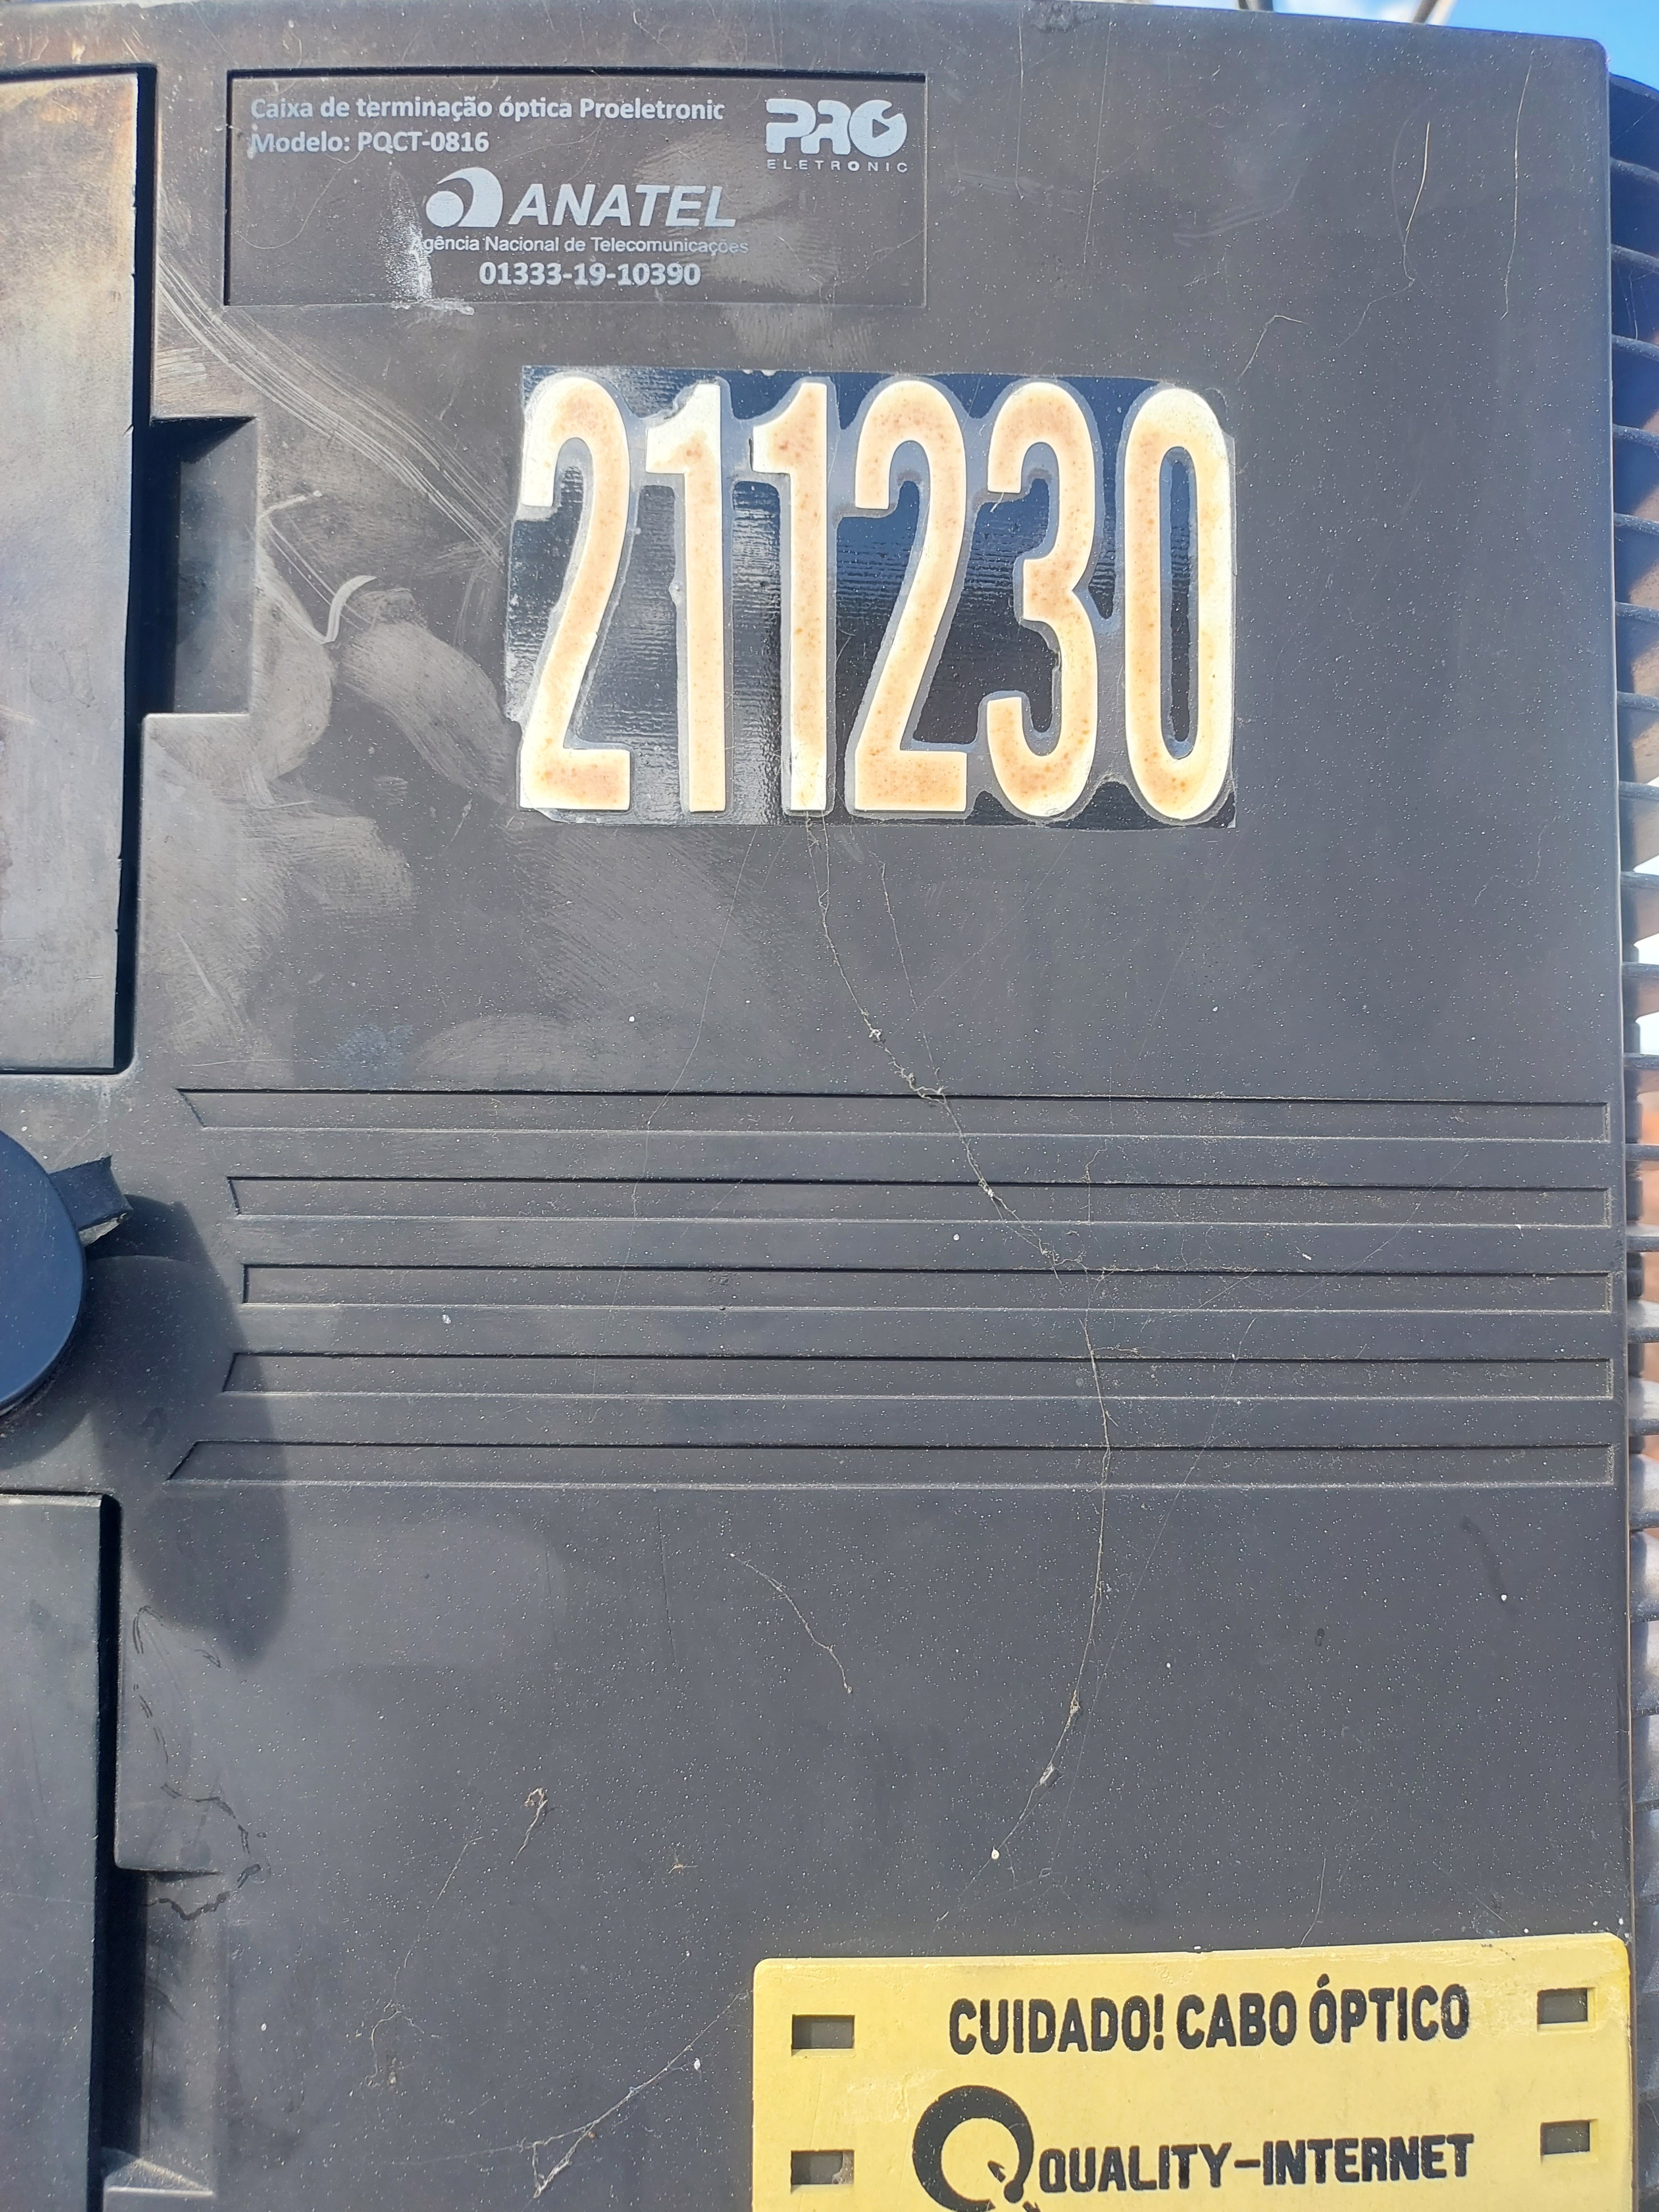 Caixa de terminação óptica Proeletronic
Modelo: PQCT-0816
PRO
ELETRONIC
ANATEL
Agência Nacional de Telecomunicações
01333-19-10390
211230
CUIDADO! CABO ÓPTICO
QUALITY-INTERNET